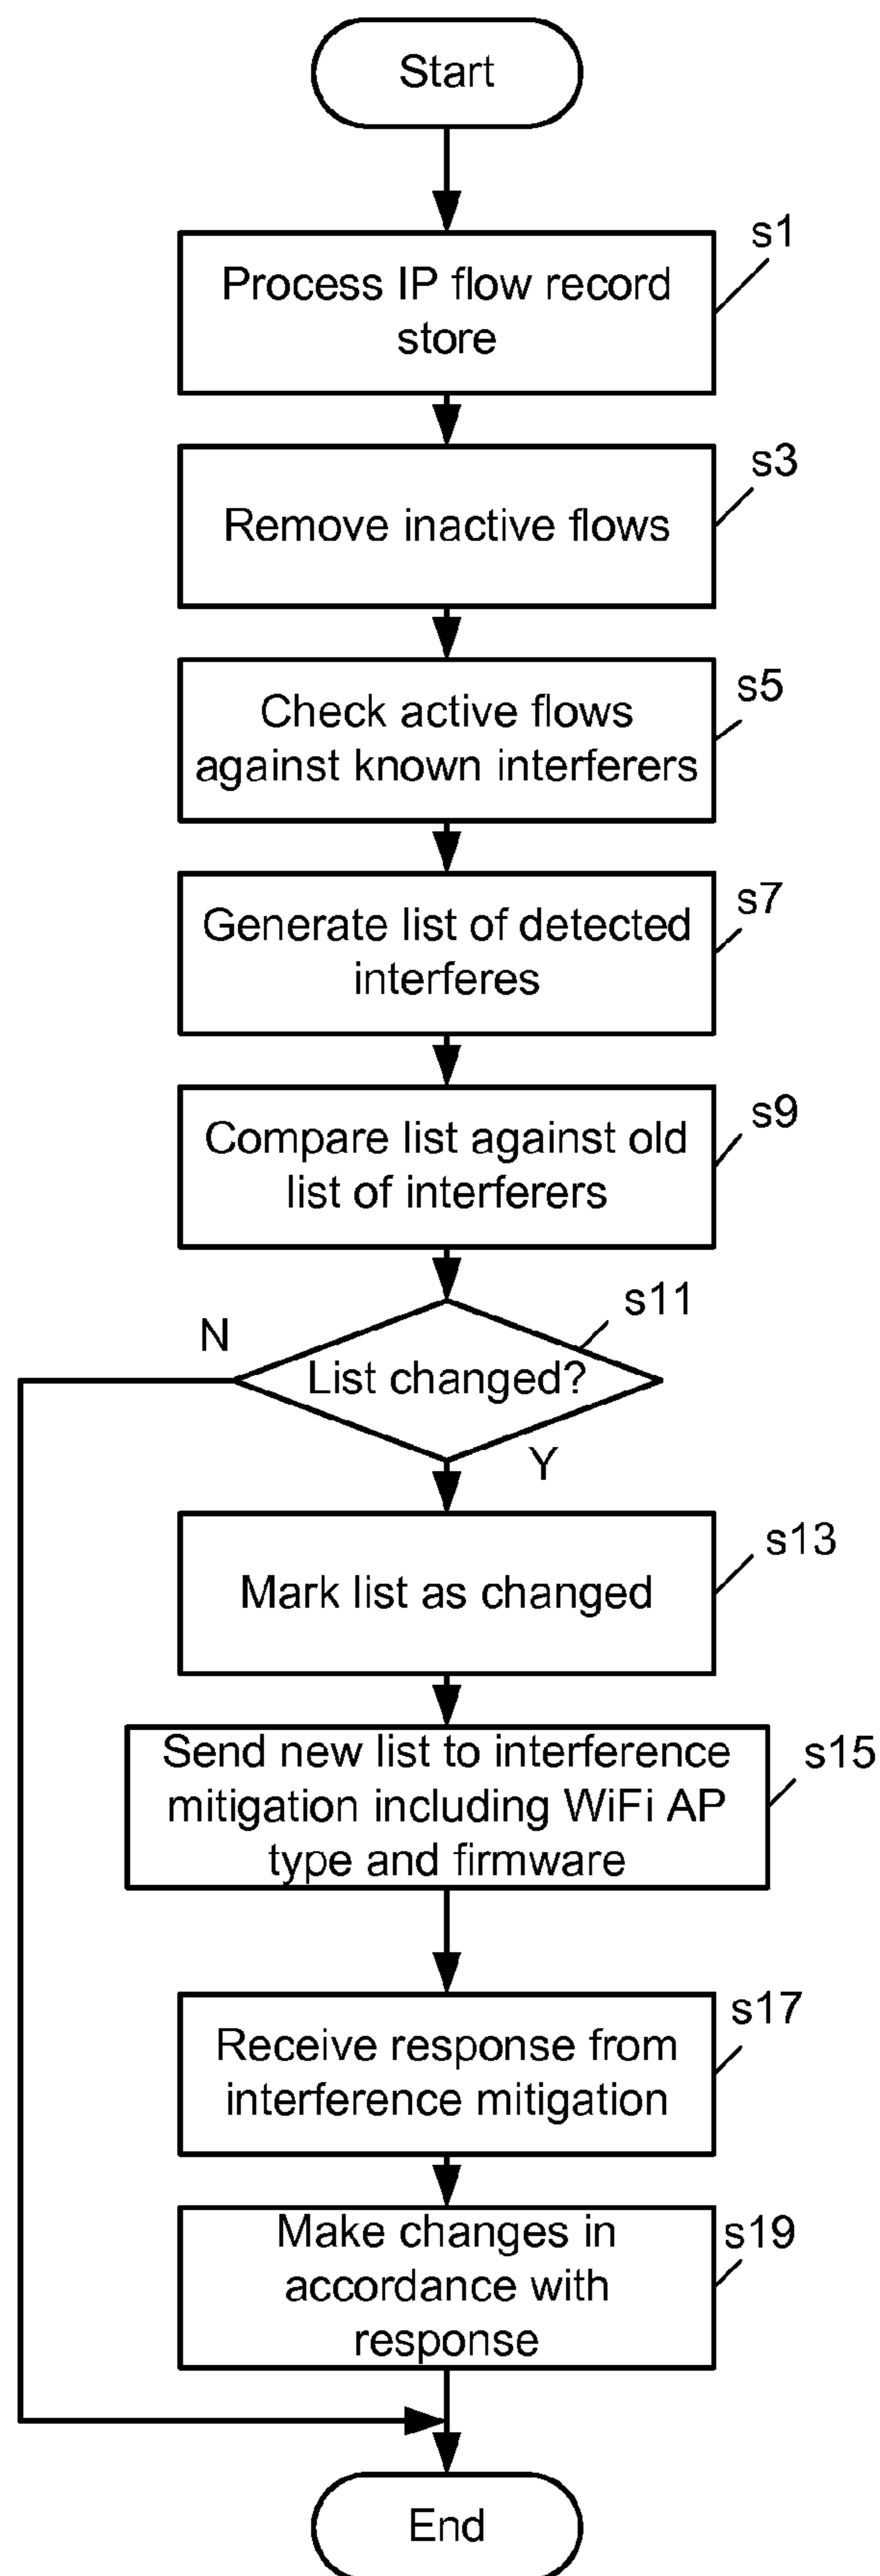 Start
s1
Process IP flow record
store
s3
Remove inactive flows
s5
Check active flows
against known interferers
s7
Generate list of detected
interferes
s9
Compare list against old
list of interferers
s11
N
List changed?
Y
s13
Mark list as changed
s15
Send new list to interference
mitigation including WiFi AP
type and firmware
s17
Receive response from
interference mitigation
s19
Make changes in
accordance with
response
End